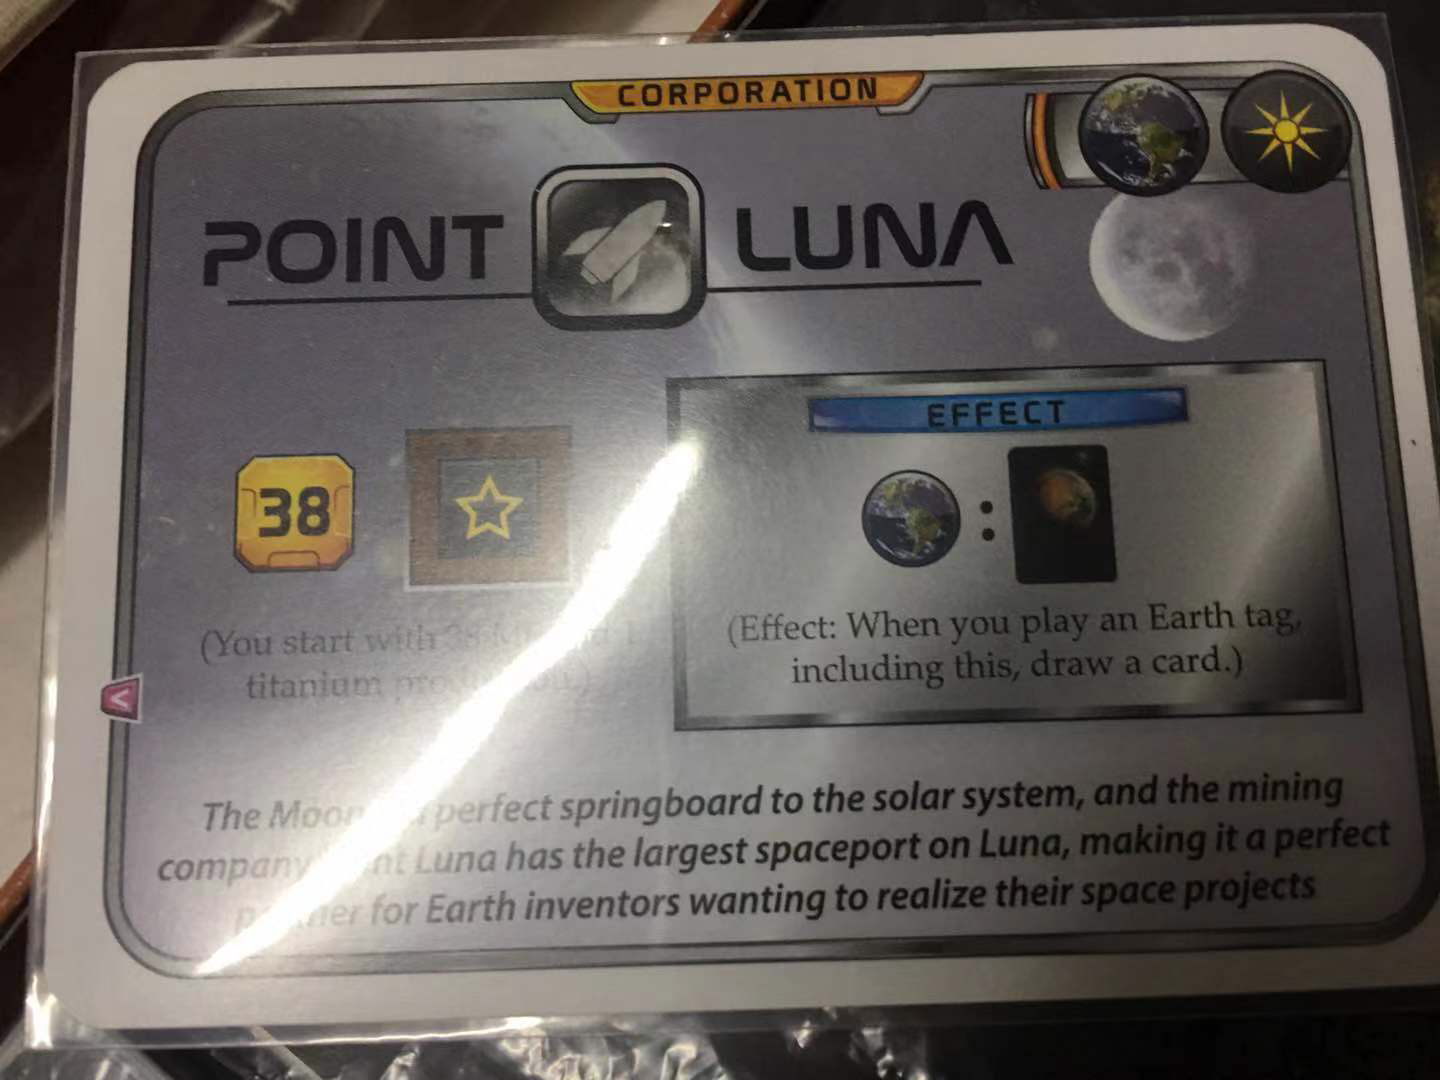 CORPORATION
POINT LUNA
EFFECT
38
:
(You start with 38
titanium
(Effect: When you play an Earth tag,
including this, draw a card.)
V
The Moon perfect springboard to the solar system, and the mining
company Luna has the largest spaceport on Luna, making it a perfect
for Earth inventors wanting to realize their space projects